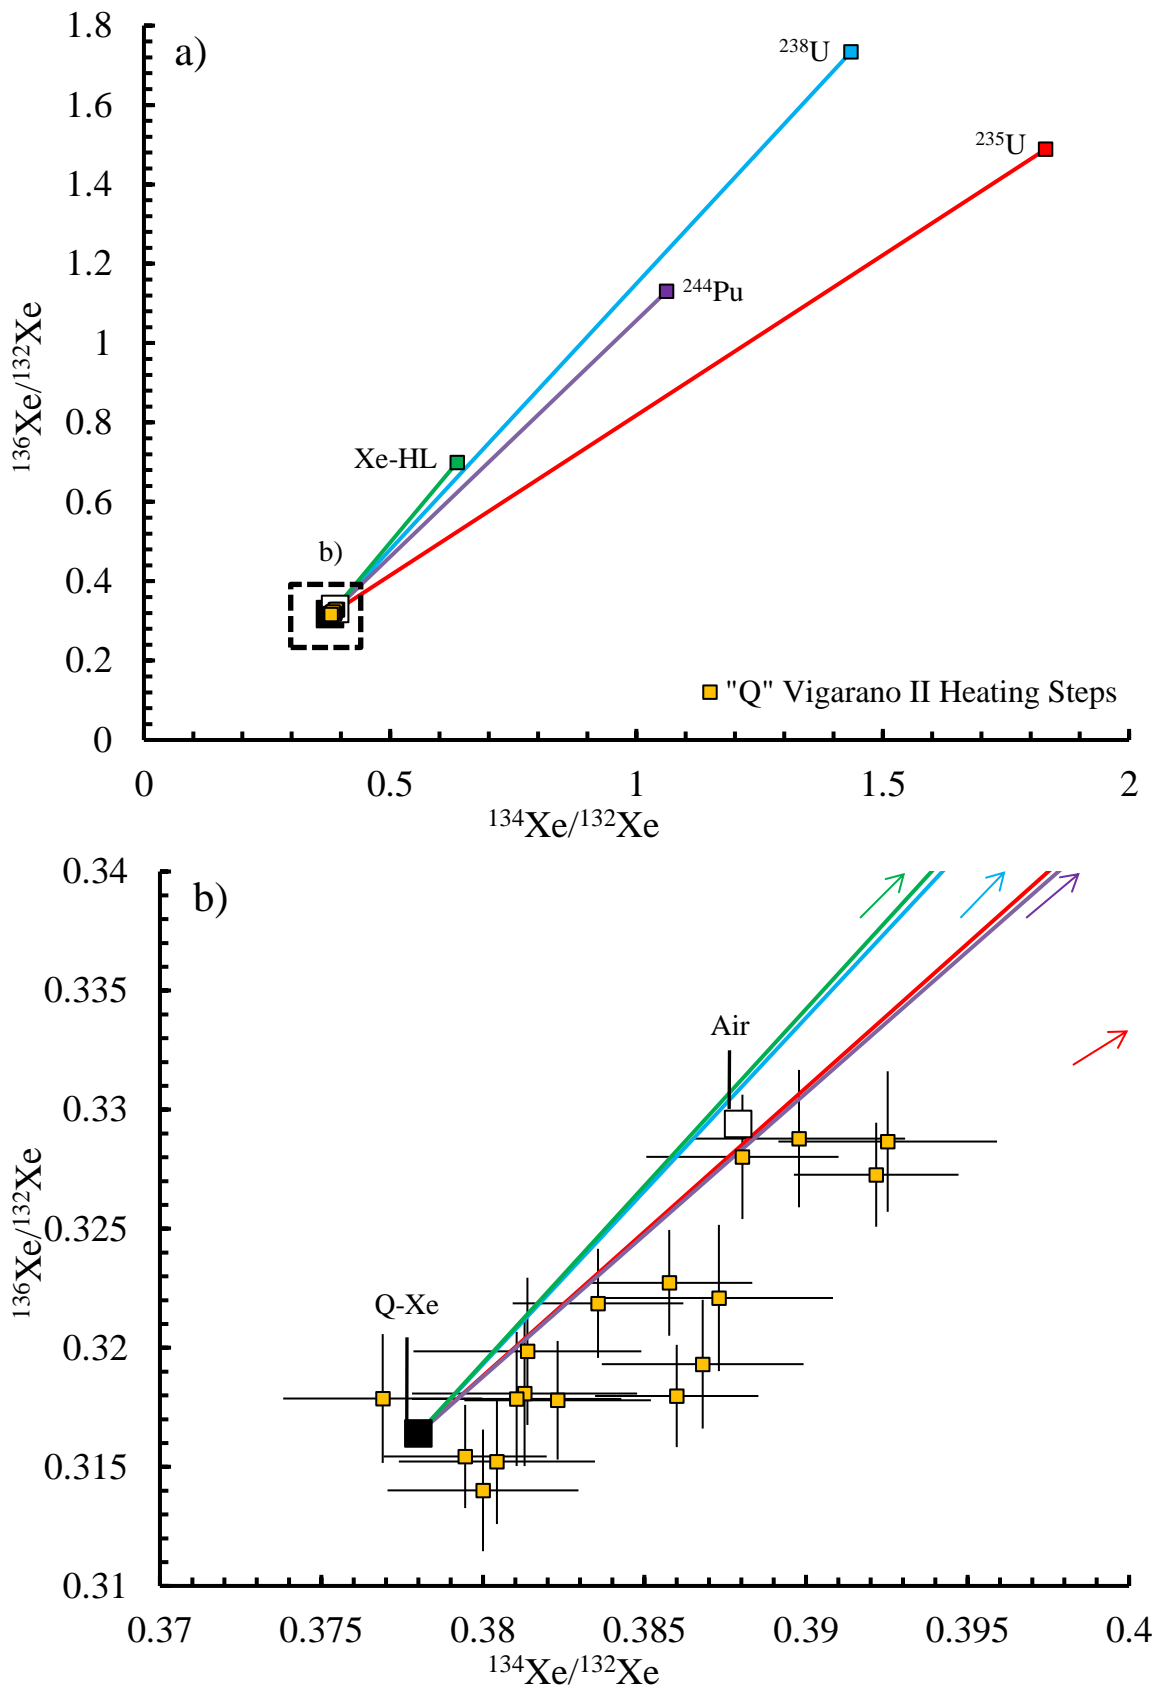 a)
1.8
1.6
1.4
1.2
1
0.8
0.6
0.4
0.2
0
¹³⁶Xe/¹³²Xe
²³⁸U
²³⁵U
²⁴⁴Pu
Xe-HL
b)
"Q" Vigarano II Heating Steps
0 0.5 1 1.5 2
¹³⁴Xe/¹³²Xe
b)
0.34
0.335
0.33
0.325
0.32
0.315
0.31
¹³⁶Xe/¹³²Xe
Air
Q-Xe
0.37 0.375 0.38 0.385 0.39 0.395 0.4
¹³⁴Xe/¹³²Xe